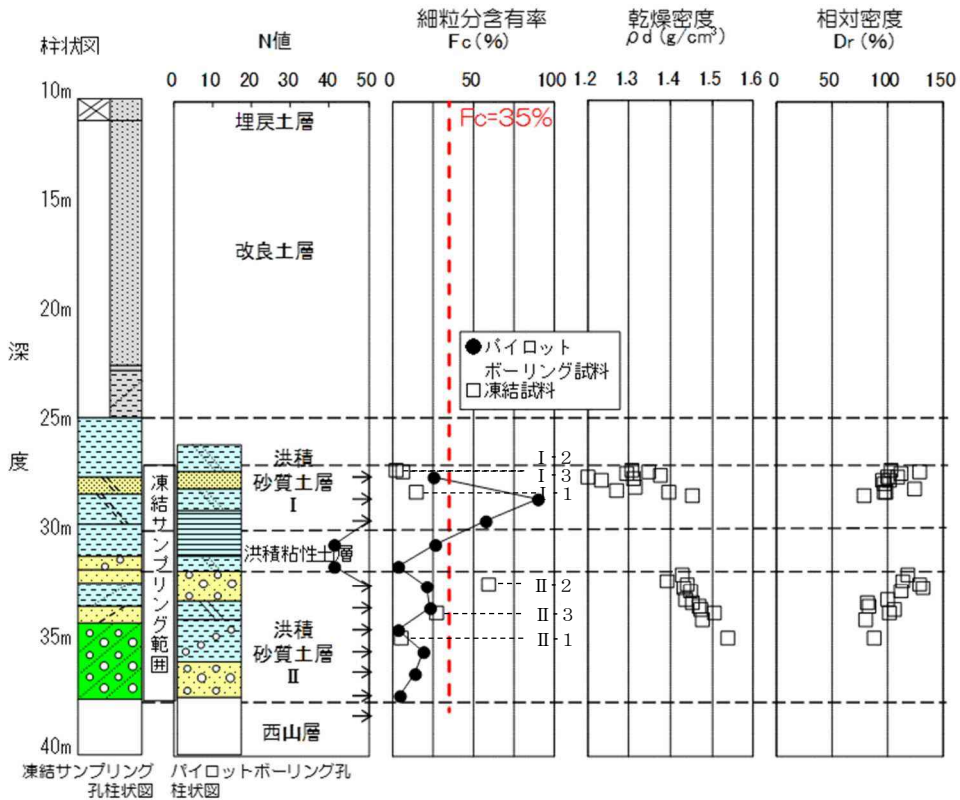 柱状図
N値
細粒分含有率
Fc(%)
乾燥密度
ρd(g/cm³)
相対密度
Dr(%)
0 10 20 30 40 50
0 50 100
1.2 1.3 1.4 1.5 1.6
0 50 100 150
10m
15m
20m
25m
30m
35m
40m
深
度
埋戻土層
改良土層
Fc=35%
パイロット
ボーリング試料
凍結試料
洪積
砂質土層
Ⅰ
洪積粘性土層
洪積
砂質土層
Ⅱ
西山層
凍結サンプリング範囲
Ⅰ-2
Ⅰ-3
Ⅰ-1
Ⅱ-2
Ⅱ-3
Ⅱ-1
凍結サンプリング
孔柱状図
パイロットボーリング孔
柱状図